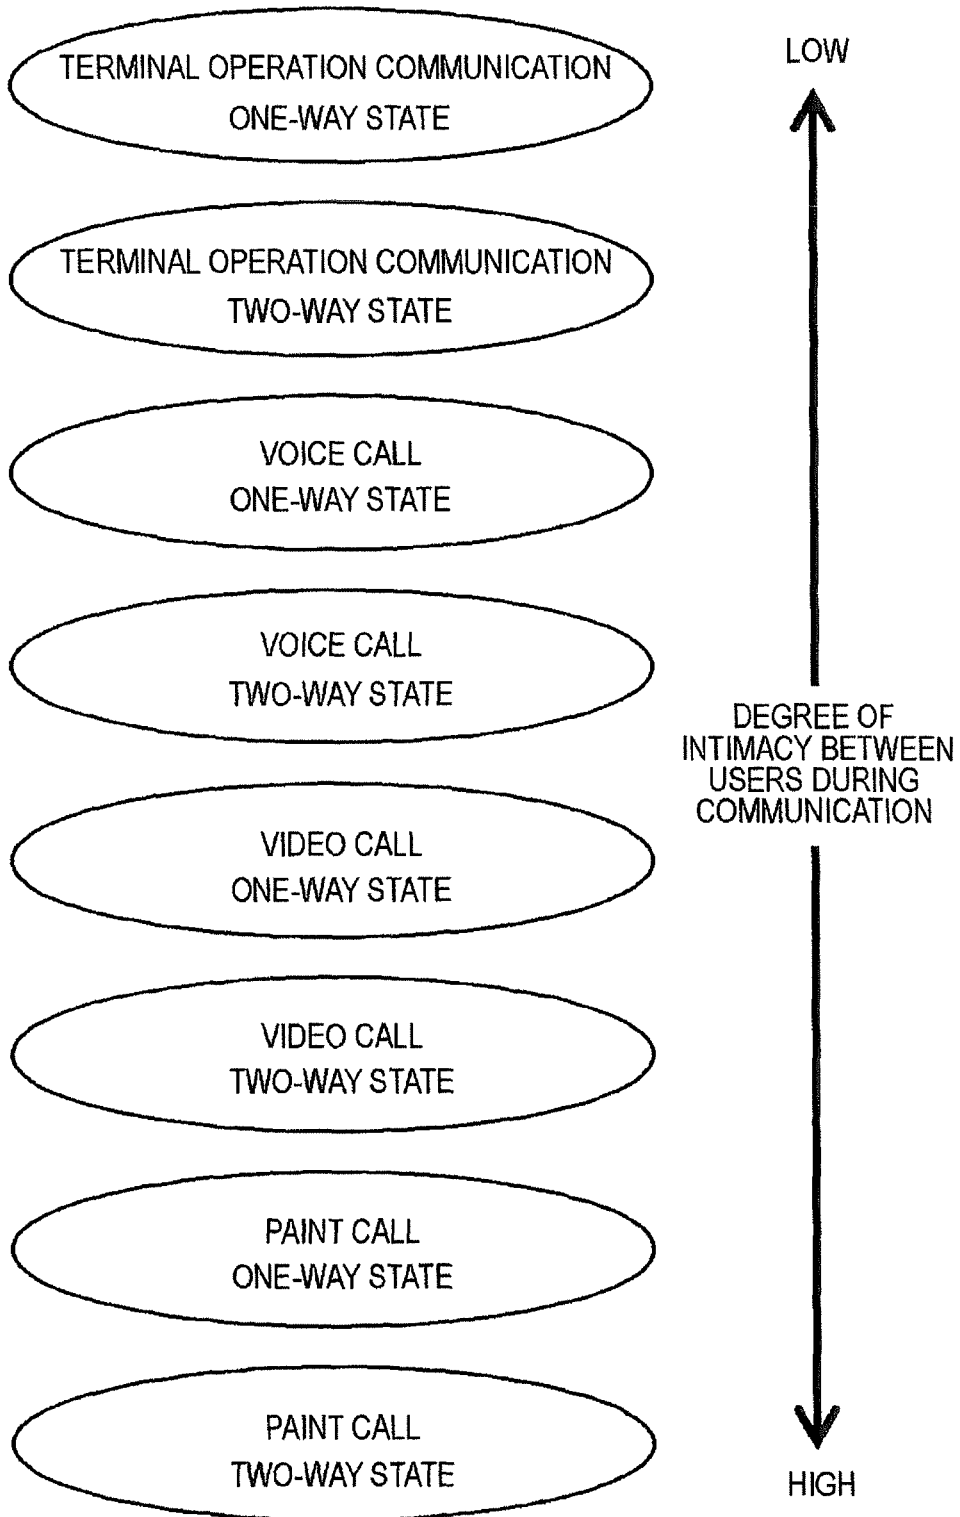 TERMINAL OPERATION COMMUNICATION
ONE-WAY STATE
TERMINAL OPERATION COMMUNICATION
TWO-WAY STATE
VOICE CALL
ONE-WAY STATE
VOICE CALL
TWO-WAY STATE
VIDEO CALL
ONE-WAY STATE
VIDEO CALL
TWO-WAY STATE
PAINT CALL
ONE-WAY STATE
PAINT CALL
TWO-WAY STATE
LOW
DEGREE OF
INTIMACY BETWEEN
USERS DURING
COMMUNICATION
HIGH